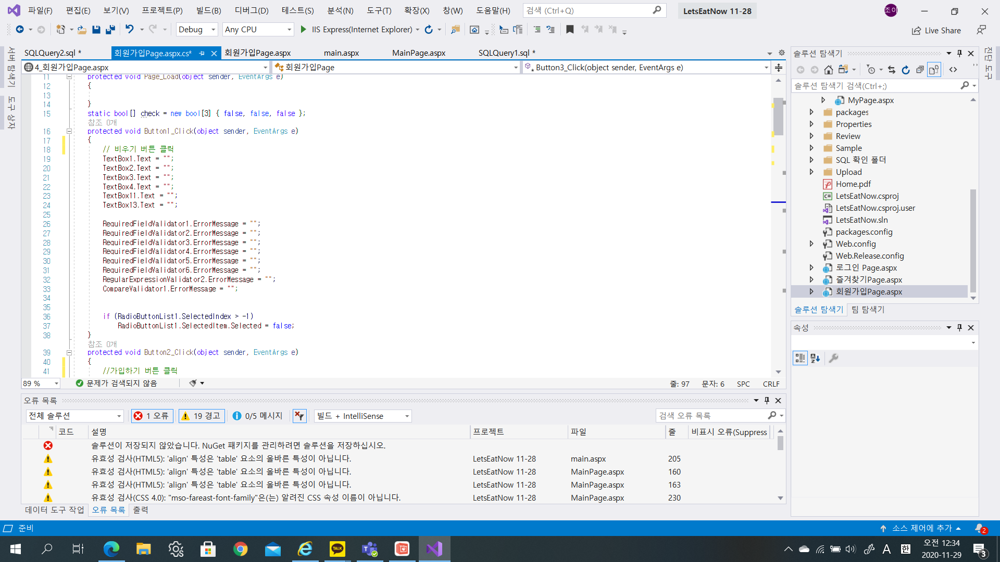 파일(F) 편집(E) 보기(V) 프로젝트(P) 빌드(B) 디버그(D) 테스트(S) 분석(N) 도구(T) 확장(X) 창(W) 도움말(H) 검색 (Ctrl+Q) LetsEatNow 11-28 조이
Debug Any CPU IIS Express(Internet Explorer) Live Share
서버 탐색기
도구 상자
진단 도구
SQLQuery2.sql * 회원가입Page.aspx.cs* 회원가입Page.aspx main.aspx MainPage.aspx SQLQuery1.sql *
4_회원가입Page.aspx 회원가입Page Button3_Click(object sender, EventArgs e)
11 protected void Page_Load(object sender, EventArgs e)
12 {
13
14 }
15 static bool[] check = new bool[3] { false, false, false };
참조 0개
16 protected void Button1_Click(object sender, EventArgs e)
17 {
18 // 비우기 버튼 클릭
19 TextBox1.Text = "";
20 TextBox2.Text = "";
21 TextBox3.Text = "";
22 TextBox4.Text = "";
23 TextBox11.Text = "";
24 TextBox13.Text = "";
25
26 RequiredFieldValidator1.ErrorMessage = "";
27 RequiredFieldValidator2.ErrorMessage = "";
28 RequiredFieldValidator3.ErrorMessage = "";
29 RequiredFieldValidator4.ErrorMessage = "";
30 RequiredFieldValidator5.ErrorMessage = "";
31 RequiredFieldValidator6.ErrorMessage = "";
32 RegularExpressionValidator2.ErrorMessage = "";
33 CompareValidator1.ErrorMessage = "";
34
35
36 if (RadioButtonList1.SelectedIndex > -1)
37 RadioButtonList1.SelectedItem.Selected = false;
38 }
참조 0개
39 protected void Button2_Click(object sender, EventArgs e)
40 {
41 //가입하기 버튼 클릭
89 % 문제가 검색되지 않음 줄: 97 문자: 6 SPC CRLF
오류 목록
전체 솔루션 1 오류 19 경고 0/5 메시지 빌드 + IntelliSense 검색 오류 목록
코드 설명 프로젝트 파일 줄 비표시 오류(Suppress
솔루션이 저장되지 않았습니다. NuGet 패키지를 관리하려면 솔루션을 저장하십시오.
유효성 검사(HTML5): 'align' 특성은 'table' 요소의 올바른 특성이 아닙니다. LetsEatNow 11-28 main.aspx 205
유효성 검사(HTML5): 'align' 특성은 'table' 요소의 올바른 특성이 아닙니다. LetsEatNow 11-28 MainPage.aspx 160
유효성 검사(HTML5): 'align' 특성은 'table' 요소의 올바른 특성이 아닙니다. LetsEatNow 11-28 MainPage.aspx 163
유효성 검사(CSS 4.0): "mso-fareast-font-family"은(는) 알려진 CSS 속성 이름이 아닙니다. LetsEatNow 11-28 MainPage.aspx 230
데이터 도구 작업 오류 목록 출력
솔루션 탐색기
솔루션 탐색기 검색(Ctrl+;)
MyPage.aspx
packages
Properties
Review
Sample
SQL 확인 폴더
Upload
Home.pdf
LetsEatNow.csproj
LetsEatNow.csproj.user
LetsEatNow.sln
packages.config
Web.config
Web.Release.config
로그인 Page.aspx
즐겨찾기Page.aspx
회원가입Page.aspx
솔루션 탐색기 팀 탐색기
속성
준비 소스 제어에 추가 2
TALK A 한 오전 12:34
2020-11-29 3